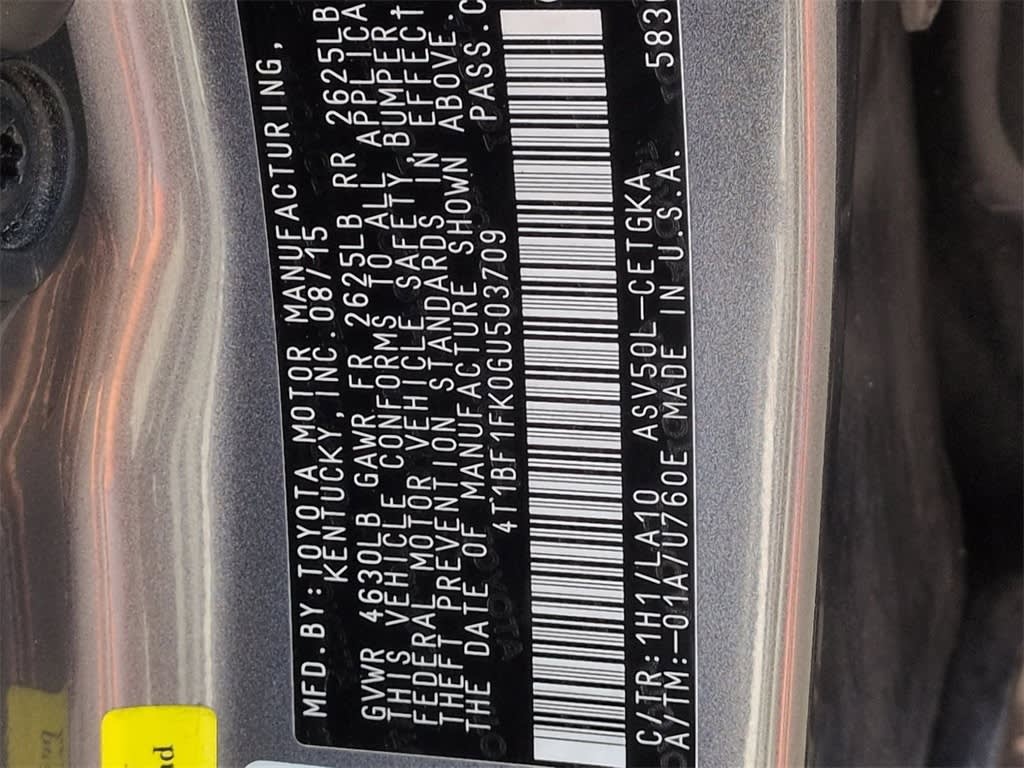 MFD.BY:TOYOTA MOTOR MANUFACTURING,
KENTUCKY, INC.08/15
GVWR 4630LB GAWR FR 2625LB RR 2625LB
THIS VEHICLE CONFORMS TO ALL APPLICA
FEDERAL MOTOR VEHICLE SAFETY,BUMPER
THEFT PREVENTION STANDARDS IN EFFECT
THE DATE OF MANUFACTURE SHOWN ABOVE.
4T1BF1FK0GU503709 PASS.C
C/TR:1H1/LA10 ASV50L-CETGKA 583
A/TM:-01A/U760E MADE IN U.S.A.